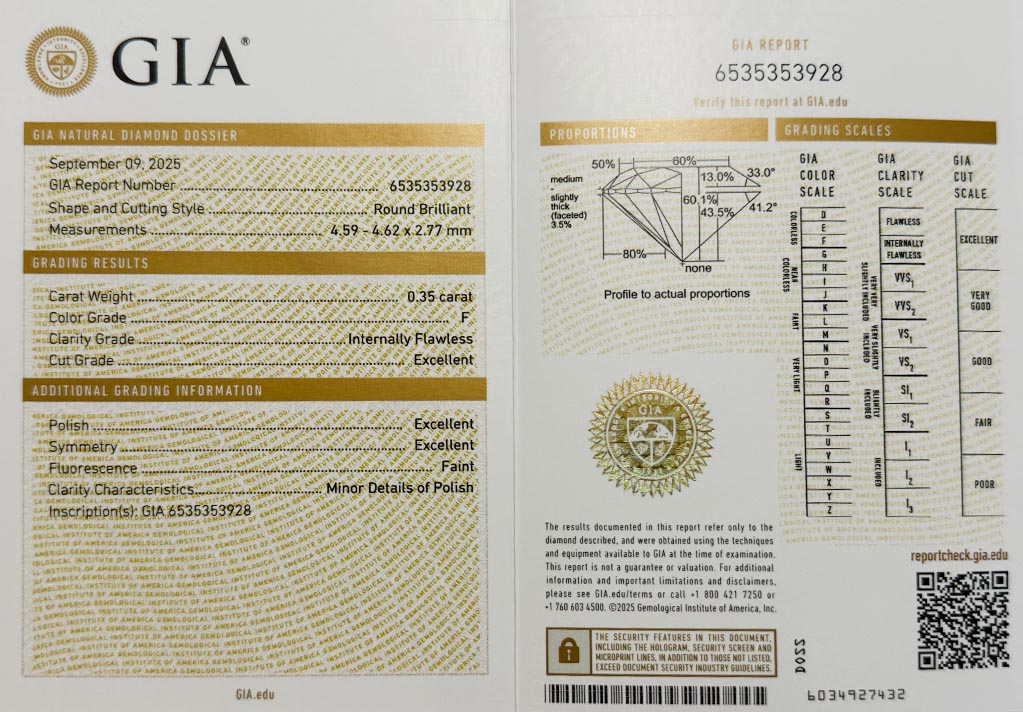 GIA®
GIA NATURAL DIAMOND DOSSIER®
September 09, 2025
GIA Report Number 6535353928
Shape and Cutting Style Round Brilliant
Measurements 4.59 - 4.62 x 2.77 mm
GRADING RESULTS
Carat Weight 0.35 carat
Color Grade F
Clarity Grade Internally Flawless
Cut Grade Excellent
ADDITIONAL GRADING INFORMATION
Polish Excellent
Symmetry Excellent
Fluorescence Faint
Clarity Characteristics Minor Details of Polish
Inscription(s): GIA 6535353928
GIA.edu
GIA REPORT
6535353928
Verify this report at GIA.edu
PROPORTIONS
50%
60%
13.0%
33.0°
medium
-
slightly
thick
(faceted)
3.5%
60.1%
43.5%
41.2°
80%
none
Profile to actual proportions
GIA
The results documented in this report refer only to the
diamond described, and were obtained using the techniques
and equipment available to GIA at the time of examination.
This report is not a guarantee or valuation. For additional
information and important limitations and disclaimers,
please see GIA.edu/terms or call +1 800 421 7250 or
+1 760 603 4500. ©2025 Gemological Institute of America, Inc.
THE SECURITY FEATURES IN THIS DOCUMENT,
INCLUDING THE HOLOGRAM, SECURITY SCREEN AND
MICROPRINT LINES, IN ADDITION TO THOSE NOT LISTED,
EXCEED DOCUMENT SECURITY INDUSTRY GUIDELINES.
GRADING SCALES
GIA
COLOR
SCALE
COLORLESS
D
E
F
NEAR
COLORLESS
G
H
I
J
FAINT
K
L
M
VERY LIGHT
N
O
P
Q
R
LIGHT
S
T
U
V
W
X
Y
Z
GIA
CLARITY
SCALE
FLAWLESS
INTERNALLY
FLAWLESS
VERY VERY
SLIGHTLY INCLUDED
VVS1
VVS2
VERY SLIGHTLY
INCLUDED
VS1
VS2
SLIGHTLY
INCLUDED
SI1
SI2
INCLUDED
I1
I2
I3
GIA
CUT
SCALE
EXCELLENT
VERY
GOOD
GOOD
FAIR
POOR
reportcheck.gia.edu
6034927432